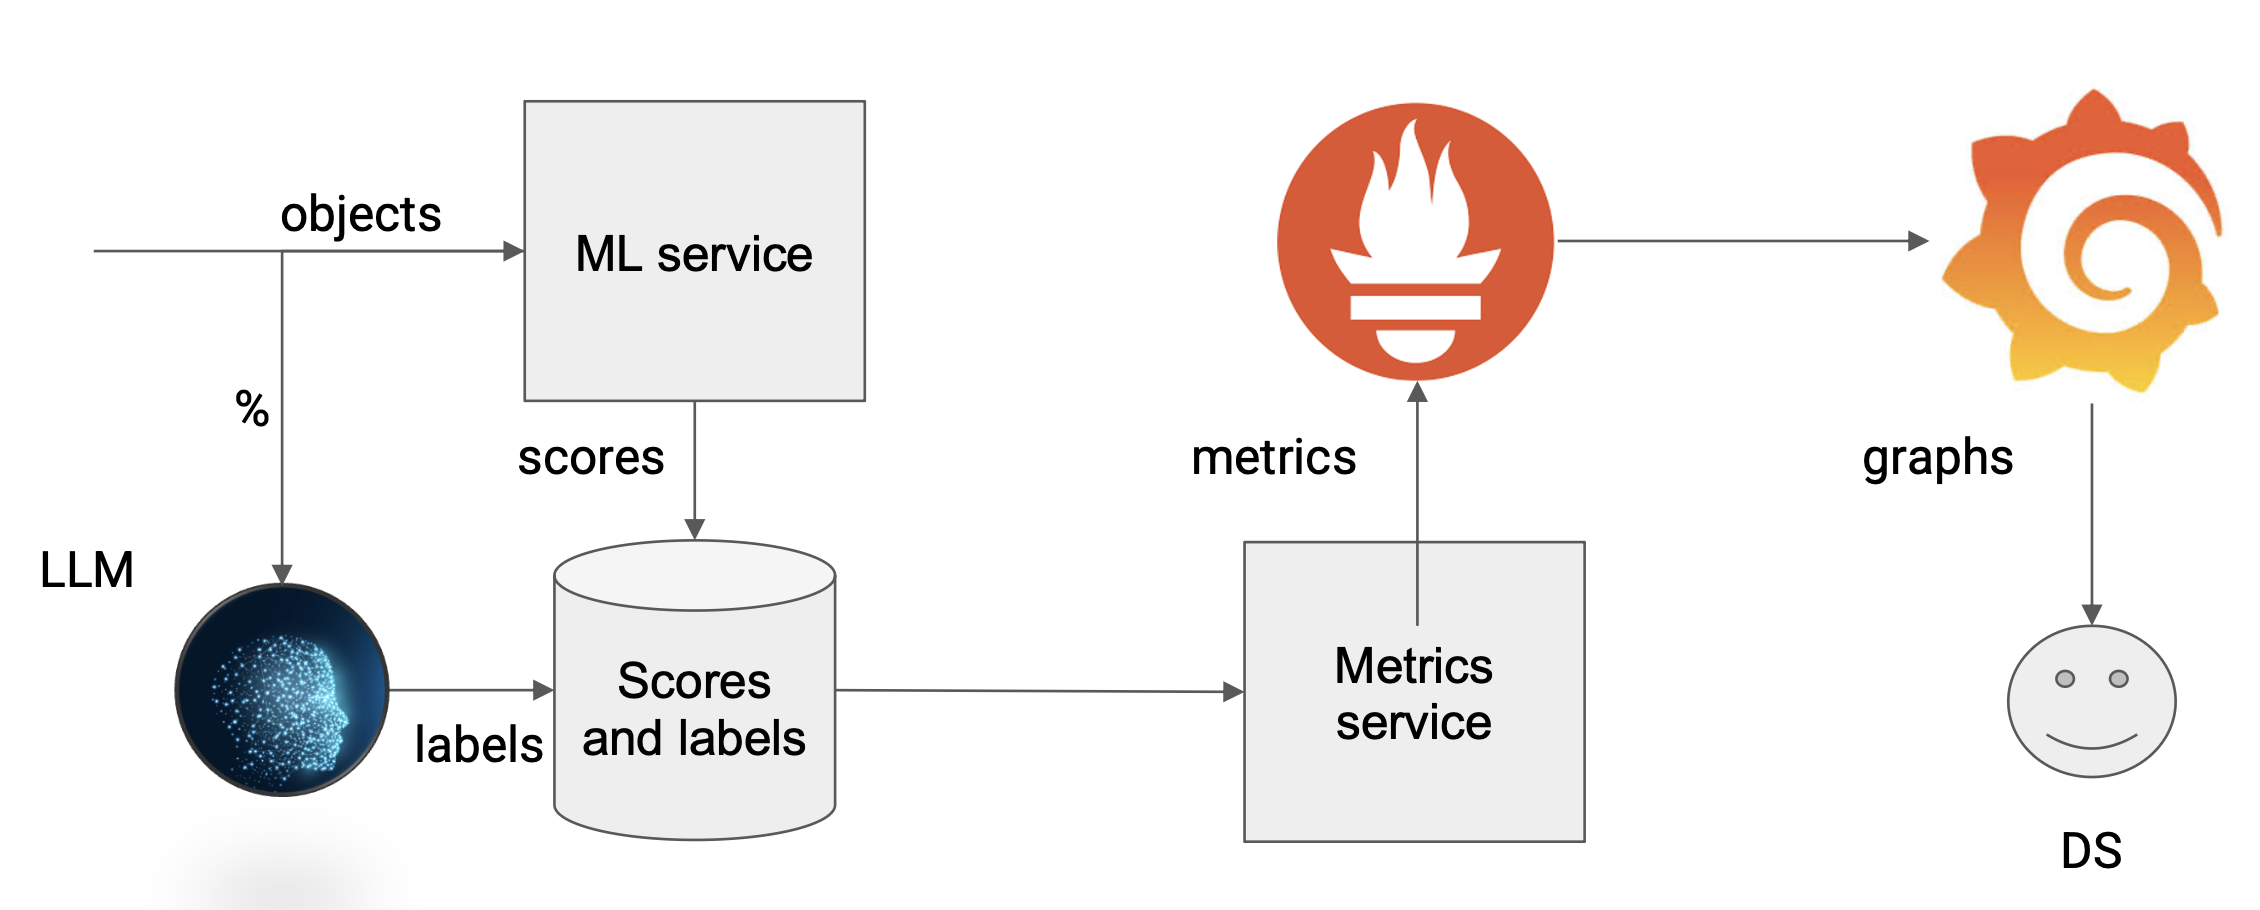 objects
ML service
%
scores
metrics
graphs
LLM
labels
Scores
and labels
Metrics
service
DS